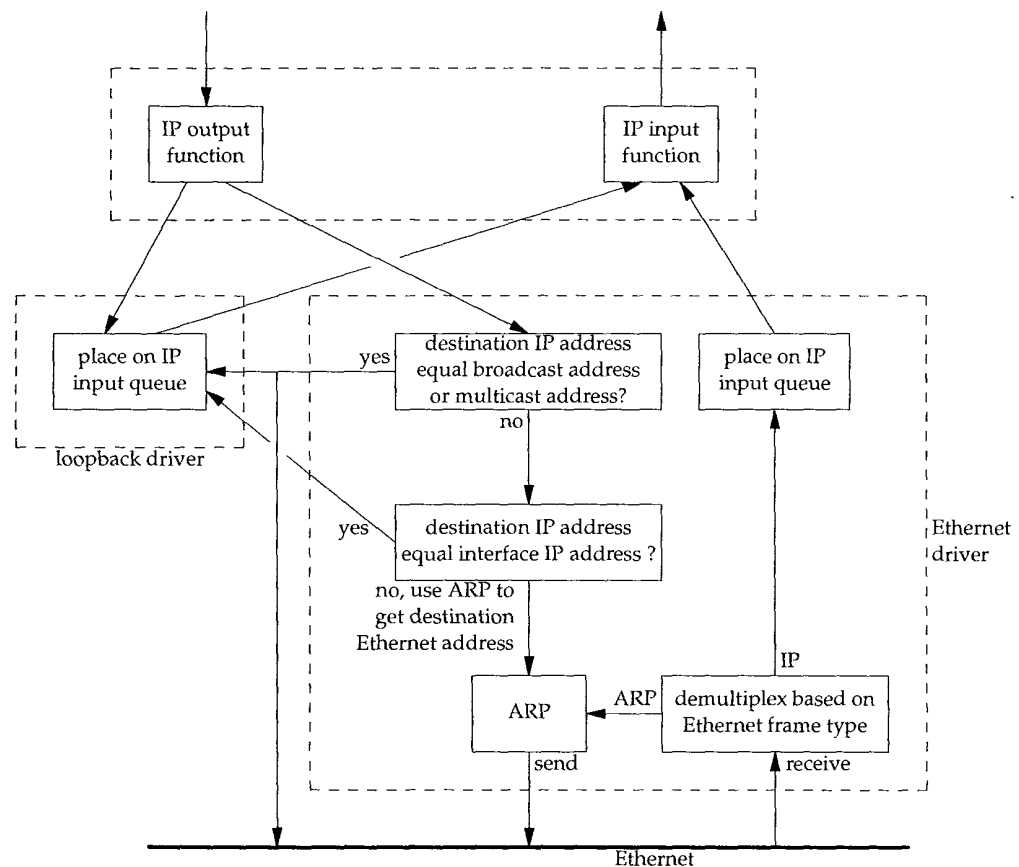 IP output
function
IP input
function
place on IP
input queue
loopback driver
yes
destination IP address
equal broadcast address
or multicast address?
no
place on IP
input queue
yes
destination IP address
equal interface IP address ?
Ethernet
driver
no, use ARP to
get destination
Ethernet address
IP
ARP
ARP
demultiplex based on
Ethernet frame type
send
receive
Ethernet